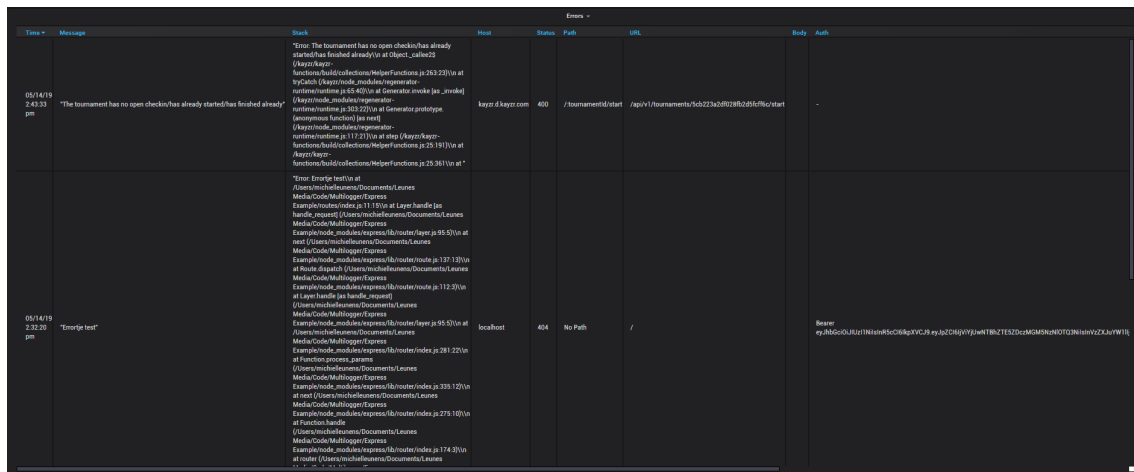 Errors
Time Message Stack Host Status Path URL Body Auth
"Error: The tournament has no open checkin/has already
started/has finished already\\n at Object._callee2$
(/kayzr/kayzr-
functions/build/collections/HelperFunctions.js:263:23)\\n at
tryCatch (/kayzr/node_modules/regenerator-
runtime/runtime.js:65:40)\\n at Generator.invoke [as _invoke]
(/kayzr/node_modules/regenerator-
runtime/runtime.js:303:22)\\n at Generator.prototype.
(anonymous function) [as next]
(/kayzr/node_modules/regenerator-
runtime/runtime.js:117:21)\\n at step (/kayzr/kayzr-
functions/build/collections/HelperFunctions.js:25:191)\\n at
/kayzr/kayzr-
functions/build/collections/HelperFunctions.js:25:361\\n at "
05/14/19
2:43:33
pm
"The tournament has no open checkin/has already started/has finished already"
kayzr.d.kayzr.com 400 /:tournamentId/start /api/v1/tournaments/5cb223a2df028fb2d5fcff6c/start -
"Error: Errortje test\\n at
/Users/michielleunens/Documents/Leunes
Media/Code/Multilogger/Express
Example/routes/index.js:11:15\\n at Layer.handle [as
handle_request] (/Users/michielleunens/Documents/Leunes
Media/Code/Multilogger/Express
Example/node_modules/express/lib/router/layer.js:95:5)\\n at
next (/Users/michielleunens/Documents/Leunes
Media/Code/Multilogger/Express
Example/node_modules/express/lib/router/route.js:137:13)\\n
at Route.dispatch (/Users/michielleunens/Documents/Leunes
Media/Code/Multilogger/Express
Example/node_modules/express/lib/router/route.js:112:3)\\n
at Layer.handle [as handle_request]
(/Users/michielleunens/Documents/Leunes
Media/Code/Multilogger/Express
Example/node_modules/express/lib/router/layer.js:95:5)\\n at
/Users/michielleunens/Documents/Leunes
Media/Code/Multilogger/Express
Example/node_modules/express/lib/router/index.js:281:22\\n
at Function.process_params
(/Users/michielleunens/Documents/Leunes
Media/Code/Multilogger/Express
Example/node_modules/express/lib/router/index.js:335:12)\\n
at next (/Users/michielleunens/Documents/Leunes
Media/Code/Multilogger/Express
Example/node_modules/express/lib/router/index.js:275:10)\\n
at Function.handle
(/Users/michielleunens/Documents/Leunes
Media/Code/Multilogger/Express
Example/node_modules/express/lib/router/index.js:174:3)\\n
at router (/Users/michielleunens/Documents/Leunes
05/14/19
2:32:20
pm
"Errortje test"
localhost 404 No Path /
Bearer